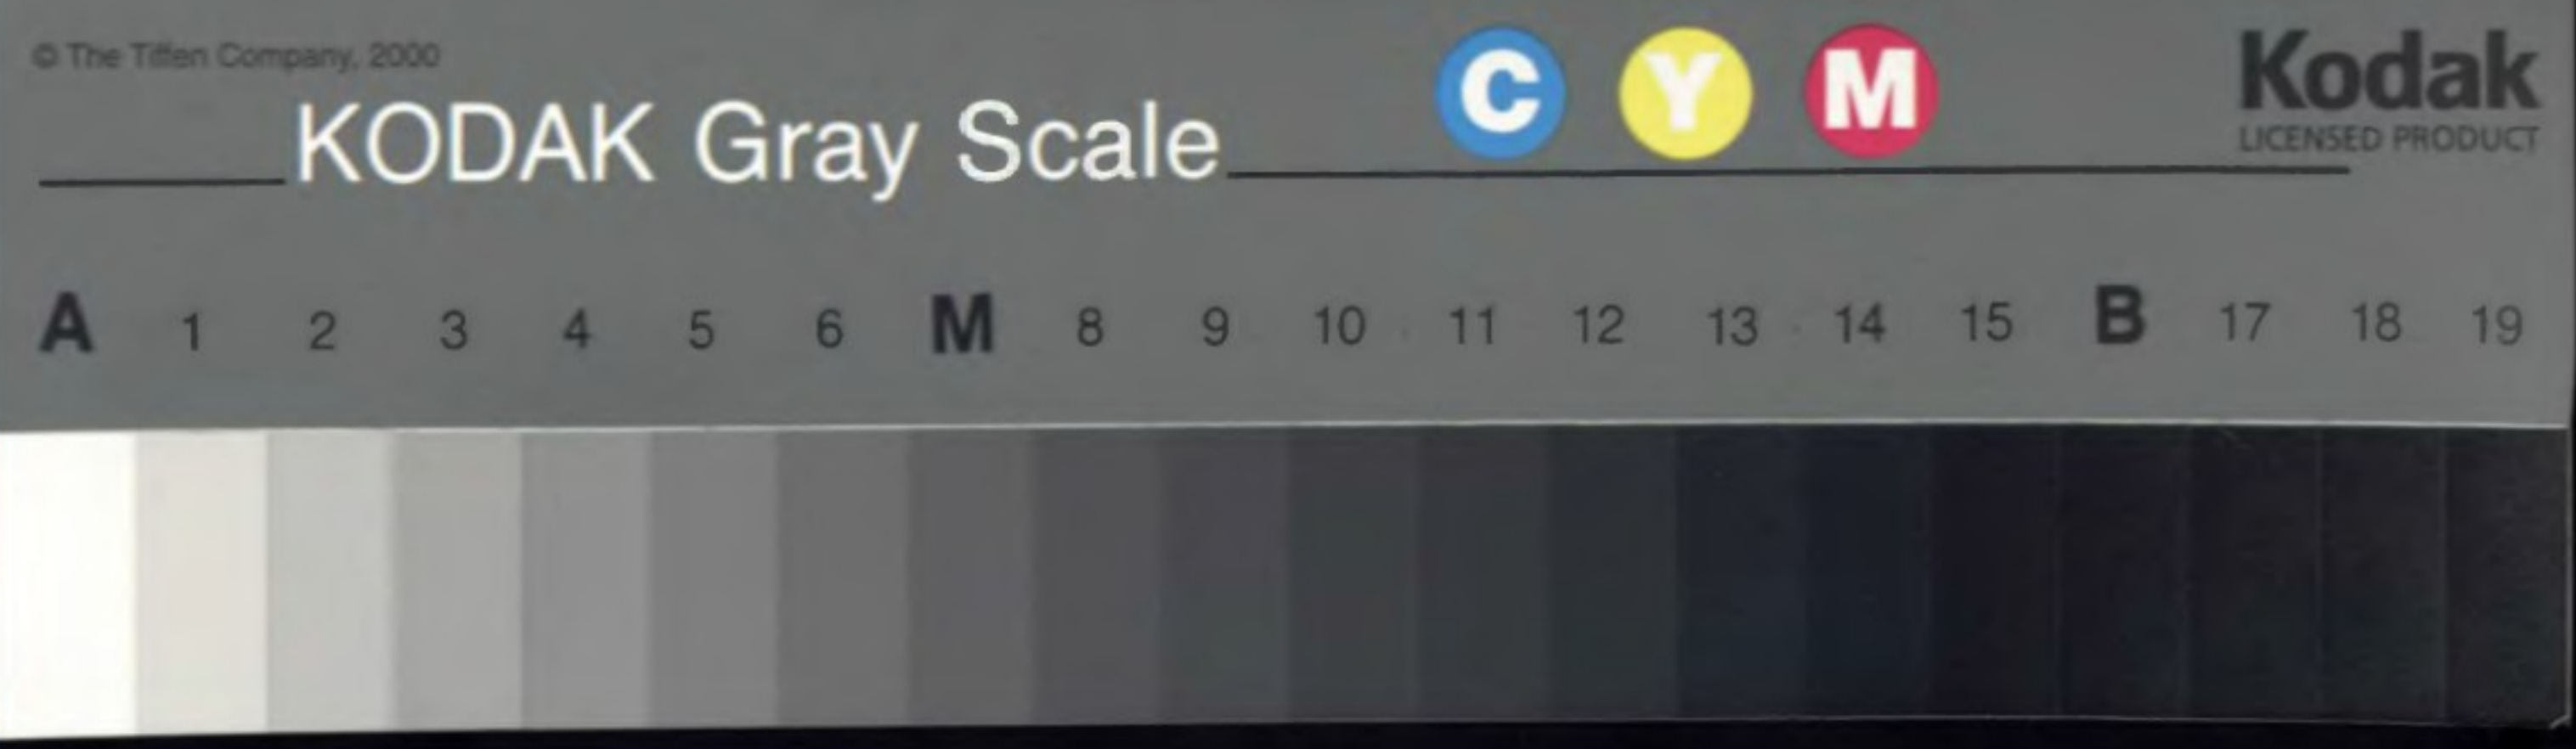 © The Tiffen Company, 2000
KODAK Gray Scale
C Y M
Kodak
LICENSED PRODUCT
A 1 2 3 4 5 6 M 8 9 10 11 12 13 14 15 B 17 18 19